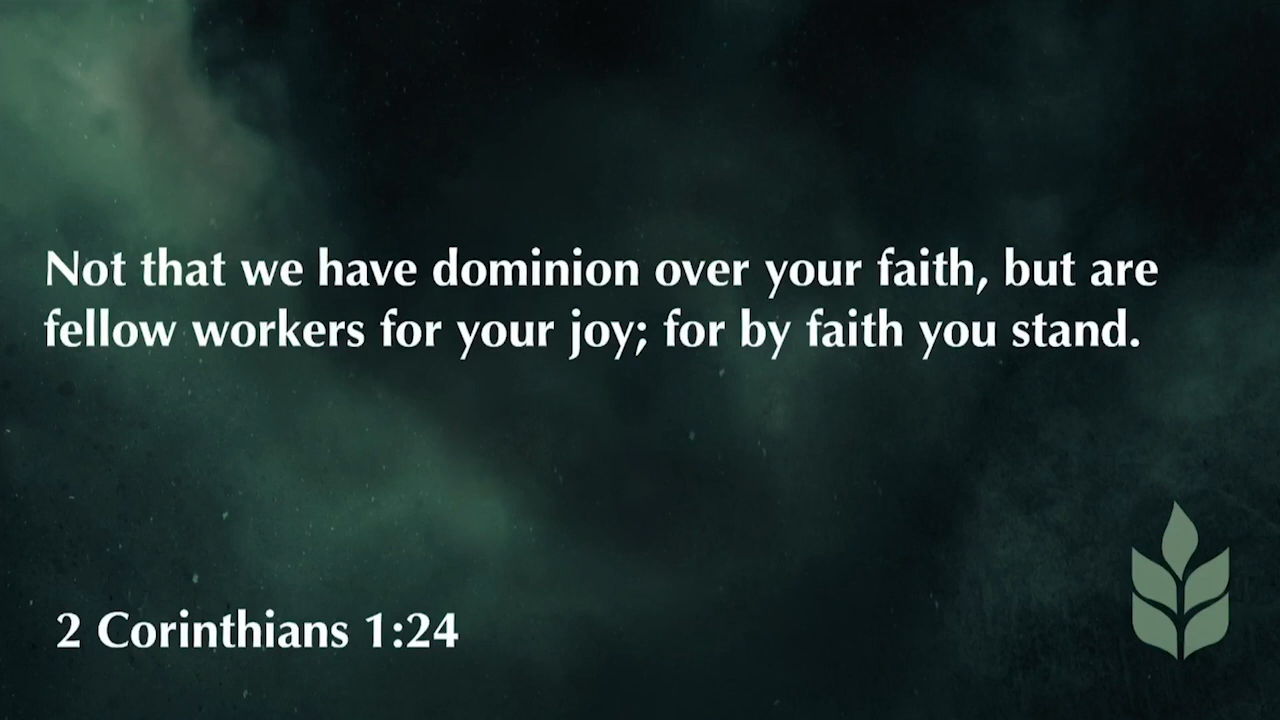 Not that we have dominion over your faith, but are
fellow workers for your joy; for by faith you stand.
2 Corinthians 1:24